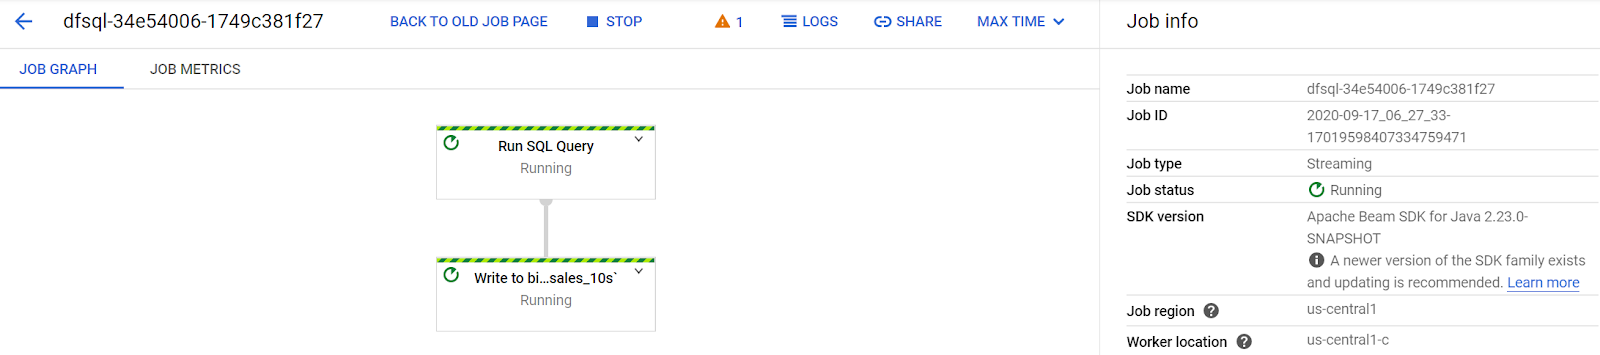 dfsql-34e54006-1749c381f27
BACK TO OLD JOB PAGE
STOP
1
LOGS
SHARE
MAX TIME
JOB GRAPH
JOB METRICS
Run SQL Query
Running
Write to bi...sales_10s`
Running
Job info
Job name dfsql-34e54006-1749c381f27
Job ID 2020-09-17_06_27_33-
17019598407334759471
Job type Streaming
Job status Running
SDK version Apache Beam SDK for Java 2.23.0-
SNAPSHOT
A newer version of the SDK family exists
and updating is recommended. Learn more
Job region ? us-central1
Worker location ? us-central1-c